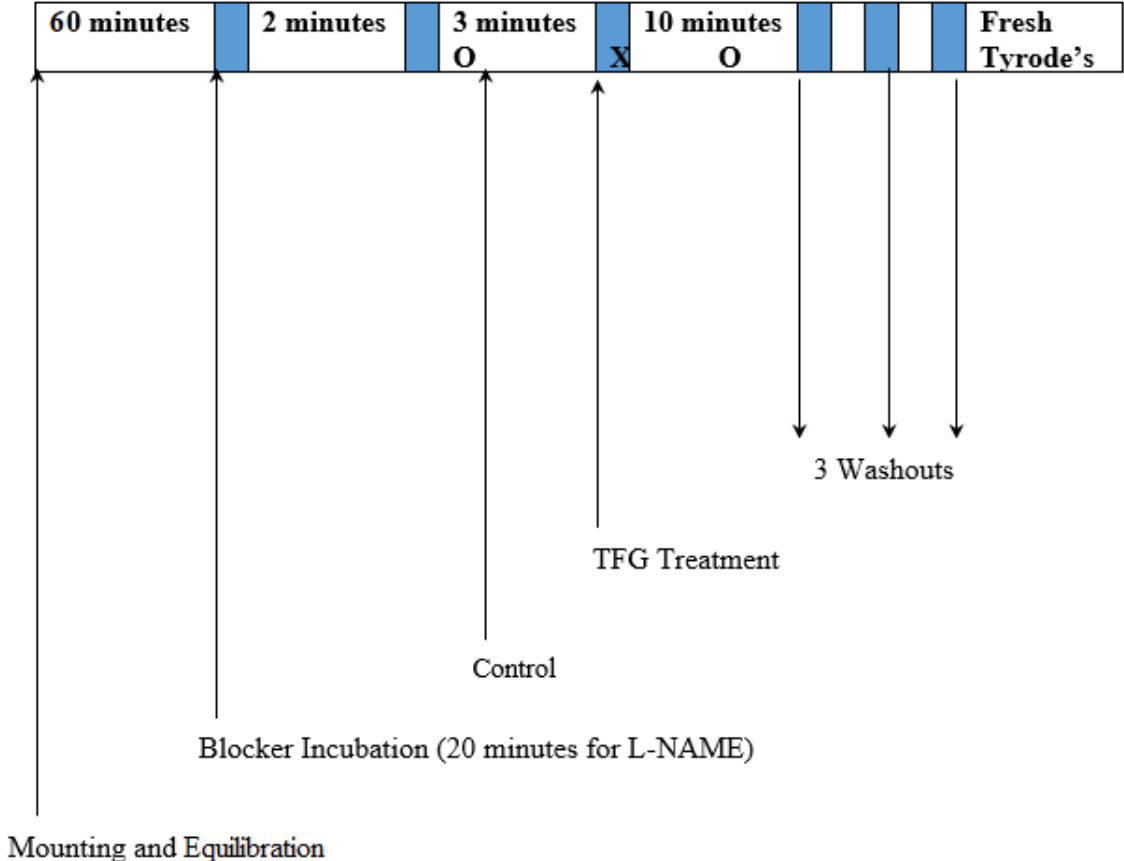 60 minutes 2 minutes 3 minutes 10 minutes Fresh
O X O Tyrode's
3 Washouts
TFG Treatment
Control
Blocker Incubation (20 minutes for L-NAME)
Mounting and Equilibration